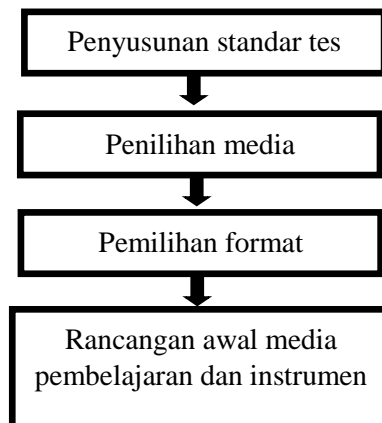 Penyusunan standar tes
Penilihan media
Pemilihan format
Rancangan awal media
pembelajaran dan instrumen